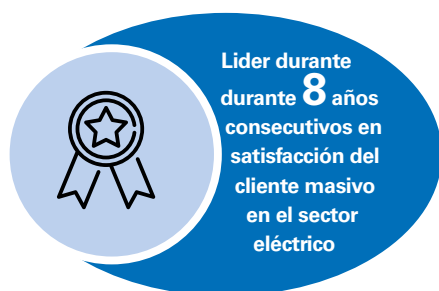 Lider durante
durante 8 años
consecutivos en
satisfacción del
cliente masivo
en el sector
eléctrico